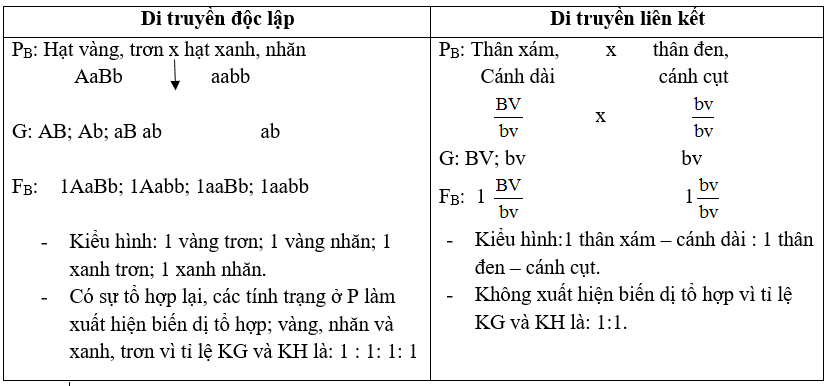 Di truyền độc lập
P_B: Hạt vàng, trơn x hạt xanh, nhăn
AaBb aabb
G: AB; Ab; aB ab ab
F_B: 1AaBb; 1Aabb; 1aaBb; 1aabb
- Kiểu hình: 1 vàng trơn; 1 vàng nhăn; 1
xanh trơn; 1 xanh nhăn.
- Có sự tổ hợp lại, các tính trạng ở P làm
xuất hiện biến dị tổ hợp; vàng, nhăn và
xanh, trơn vì tỉ lệ KG và KH là: 1 : 1: 1: 1
Di truyền liên kết
P_B: Thân xám, x thân đen,
Cánh dài cánh cụt
BV/bv x bv/bv
G: BV; bv bv
F_B: 1 BV/bv 1 bv/bv
- Kiểu hình:1 thân xám – cánh dài : 1 thân
đen – cánh cụt.
- Không xuất hiện biến dị tổ hợp vì tỉ lệ
KG và KH là: 1:1.